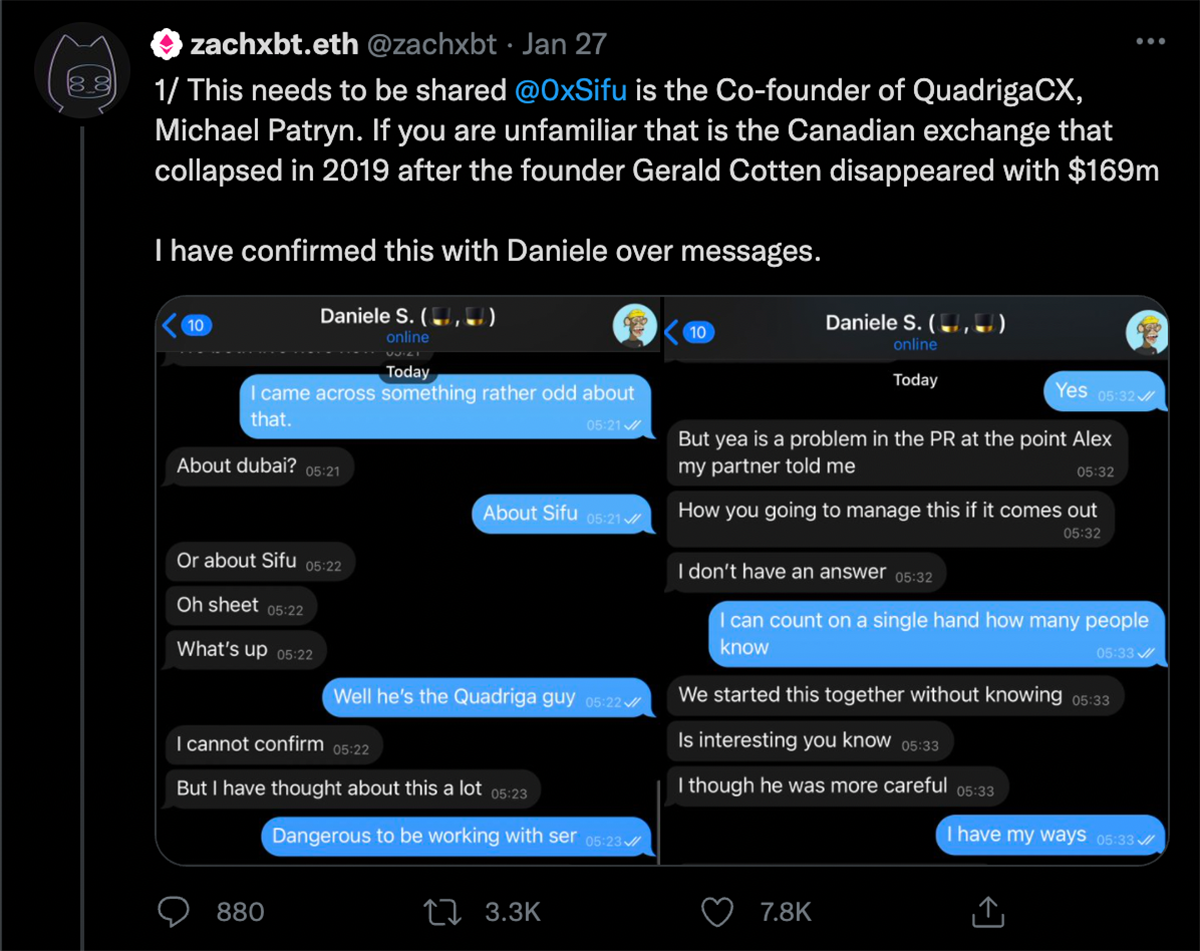 zachxbt.eth @zachxbt · Jan 27
1/ This needs to be shared @0xSifu is the Co-founder of QuadrigaCX,
Michael Patryn. If you are unfamiliar that is the Canadian exchange that
collapsed in 2019 after the founder Gerald Cotten disappeared with $169m
I have confirmed this with Daniele over messages.
10
Daniele S. (🎩,🎩)
online
05:21
Today
I came across something rather odd about
that.
05:21
About dubai? 05:21
About Sifu 05:21
Or about Sifu 05:22
Oh sheet 05:22
What's up 05:22
Well he's the Quadriga guy 05:22
I cannot confirm 05:22
But I have thought about this a lot 05:23
Dangerous to be working with ser 05:23
10
Daniele S. (🎩,🎩)
online
Today
Yes 05:32
But yea is a problem in the PR at the point Alex
my partner told me 05:32
How you going to manage this if it comes out
05:32
I don't have an answer 05:32
I can count on a single hand how many people
know 05:33
We started this together without knowing 05:33
Is interesting you know 05:33
I though he was more careful 05:33
I have my ways 05:33
880
3.3K
7.8K